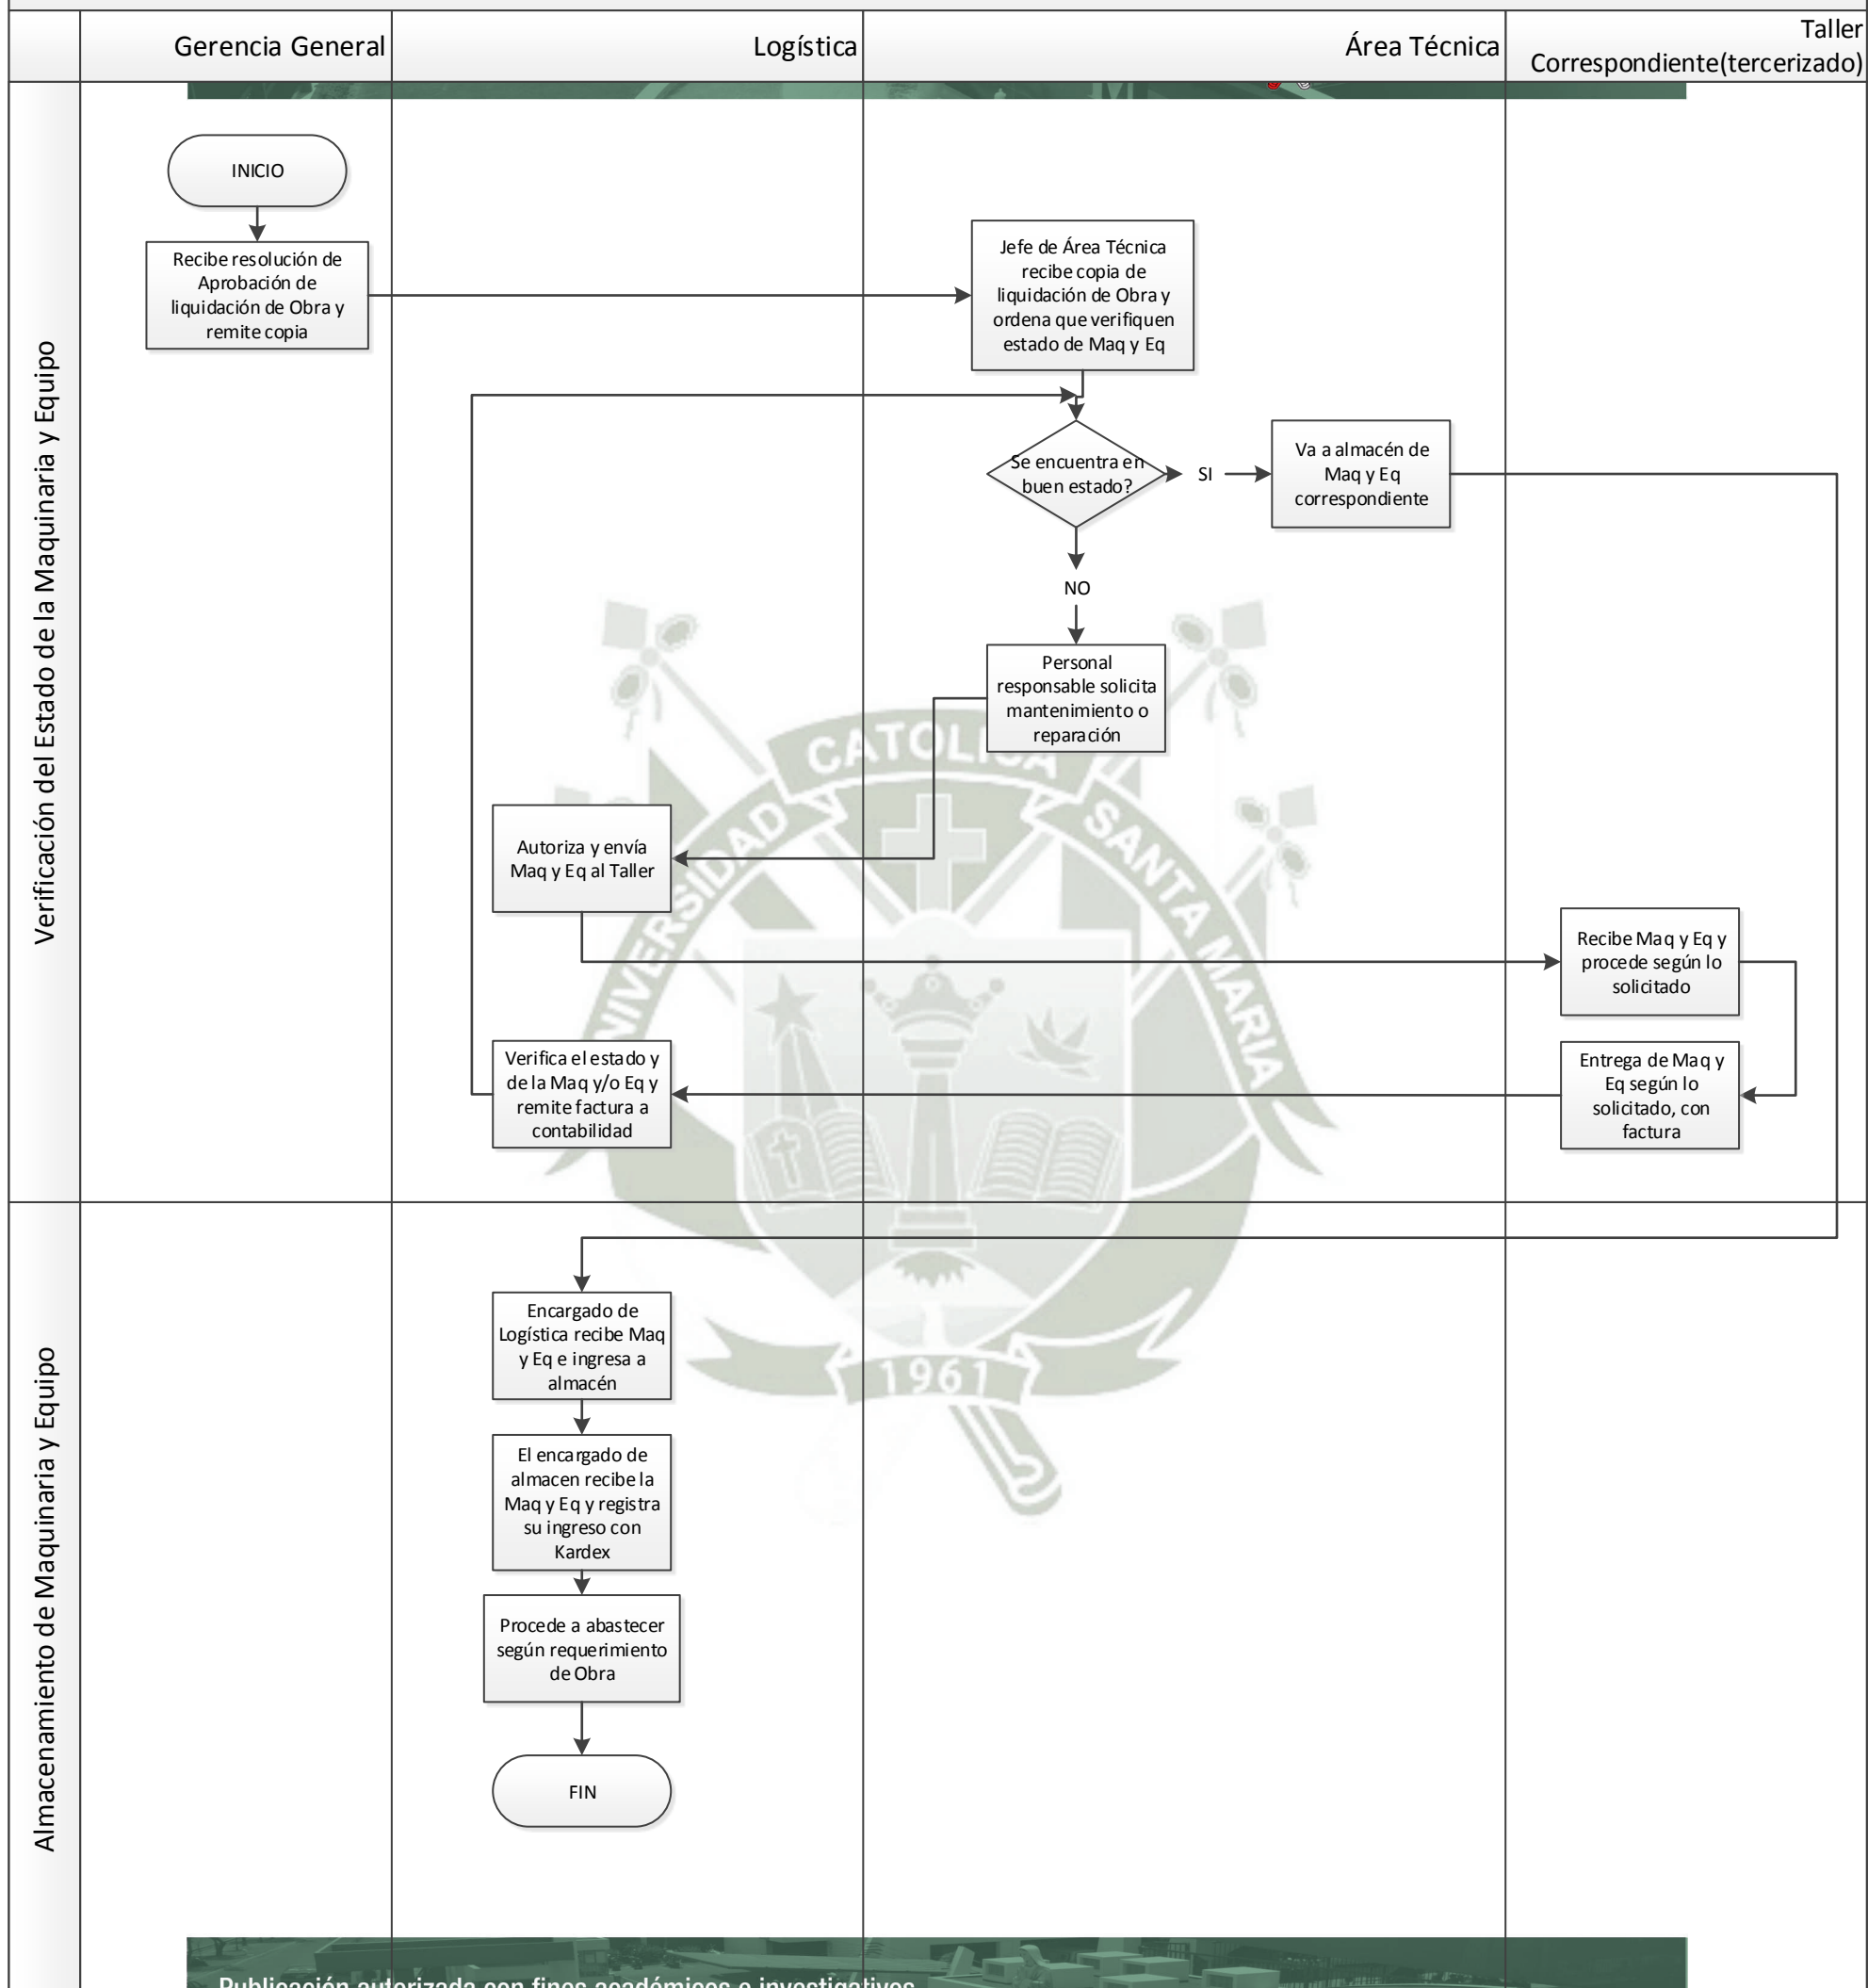 Gerencia General
Logística
Área Técnica
Taller
Correspondiente(tercerizado)
Verificación del Estado de la Maquinaria y Equipo
INICIO
Recibe resolución de
Aprobación de
liquidación de Obra y
remite copia
Jefe de Área Técnica
recibe copia de
liquidación de Obra y
ordena que verifiquen
estado de Maq y Eq
Se encuentra en
buen estado?
SI
Va a almacén de
Maq y Eq
correspondiente
NO
Personal
responsable solicita
mantenimiento o
reparación
Autoriza y envía
Maq y Eq al Taller
Recibe Maq y Eq y
procede según lo
solicitado
Entrega de Maq y
Eq según lo
solicitado, con
factura
Verifica el estado y
de la Maq y/o Eq y
remite factura a
contabilidad
UNIVERSIDAD CATOLICA SANTA MARIA
1961
Almacenamiento de Maquinaria y Equipo
Encargado de
Logística recibe Maq
y Eq e ingresa a
almacén
El encargado de
almacen recibe la
Maq y Eq y registra
su ingreso con
Kardex
Procede a abastecer
según requerimiento
de Obra
FIN
Publicación autorizada con fines académicos e investigativos